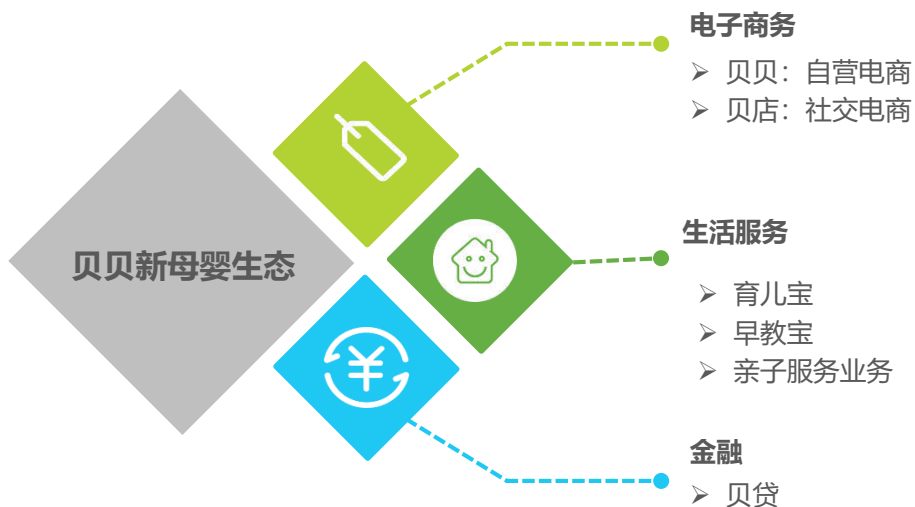 电子商务
➢ 贝贝：自营电商
➢ 贝店：社交电商
贝贝新母婴生态
生活服务
➢ 育儿宝
➢ 早教宝
➢ 亲子服务业务
¥
金融
➢ 贝贷